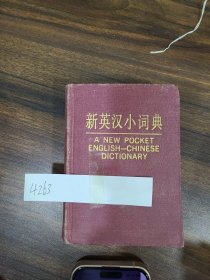 新英汉小词典
A NEW POCKET
ENGLISH—CHINESE
DICTIONARY
4263